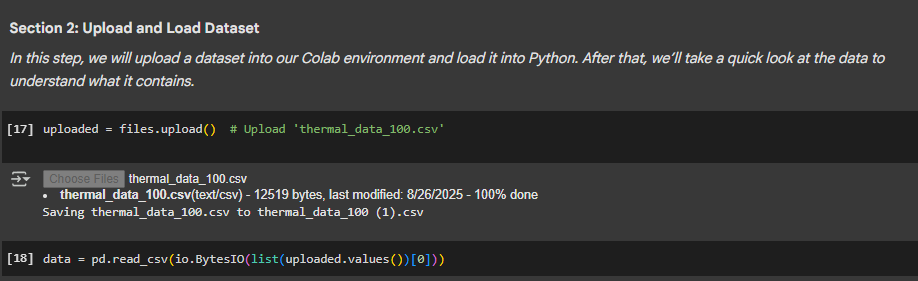 Section 2: Upload and Load Dataset
In this step, we will upload a dataset into our Colab environment and load it into Python. After that, we'll take a quick look at the data to
understand what it contains.
[17] uploaded = files.upload()  # Upload 'thermal_data_100.csv'
Choose Files thermal_data_100.csv
• thermal_data_100.csv(text/csv) - 12519 bytes, last modified: 8/26/2025 - 100% done
Saving thermal_data_100.csv to thermal_data_100 (1).csv
[18] data = pd.read_csv(io.BytesIO(list(uploaded.values())[0]))